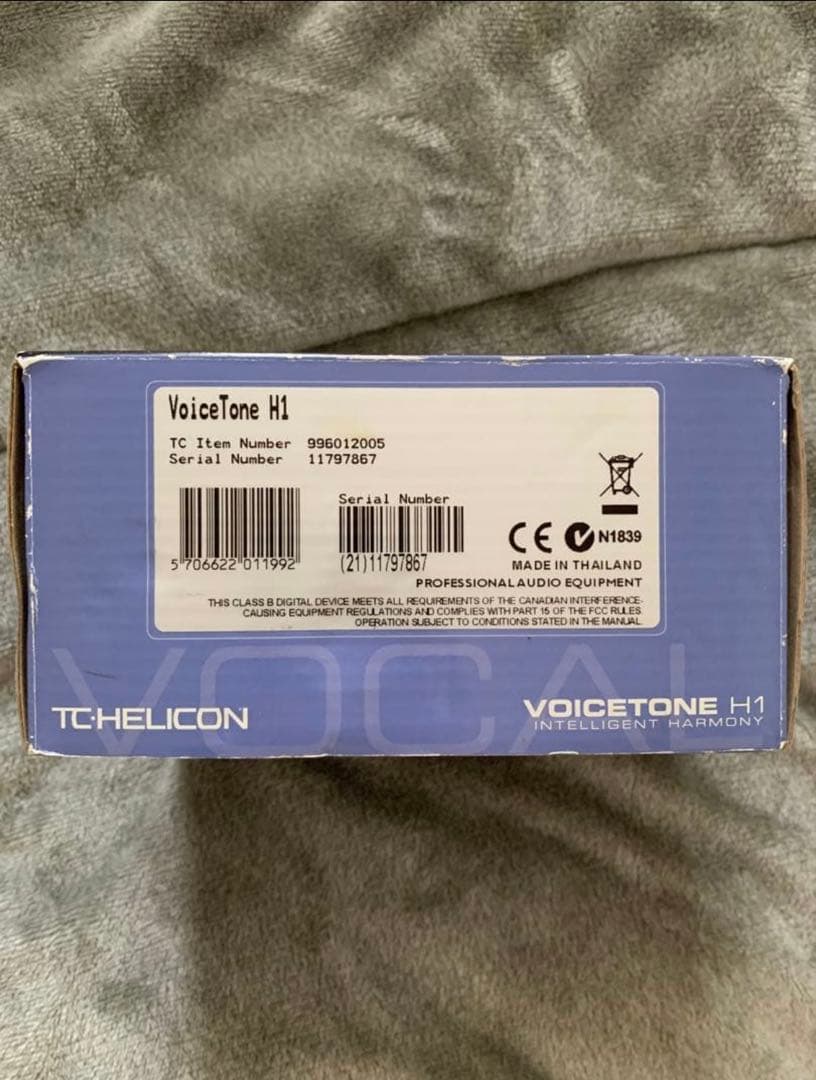 VoiceTone H1
TC Item Number 996012005
Serial Number 11797867
Serial Number
5 706622 011992
(21)11797867
CE N1839
MADE IN THAILAND
PROFESSIONAL AUDIO EQUIPMENT
THIS CLASS B DIGITAL DEVICE MEETS ALL REQUIREMENTS OF THE CANADIAN INTERFERENCE-
CAUSING EQUIPMENT REGULATIONS AND COMPLIES WITH PART 15 OF THE FCC RULES
OPERATION SUBJECT TO CONDITIONS STATED IN THE MANUAL.
VOCAL
TC·HELICON
VOICETONE H1
INTELLIGENT HARMONY